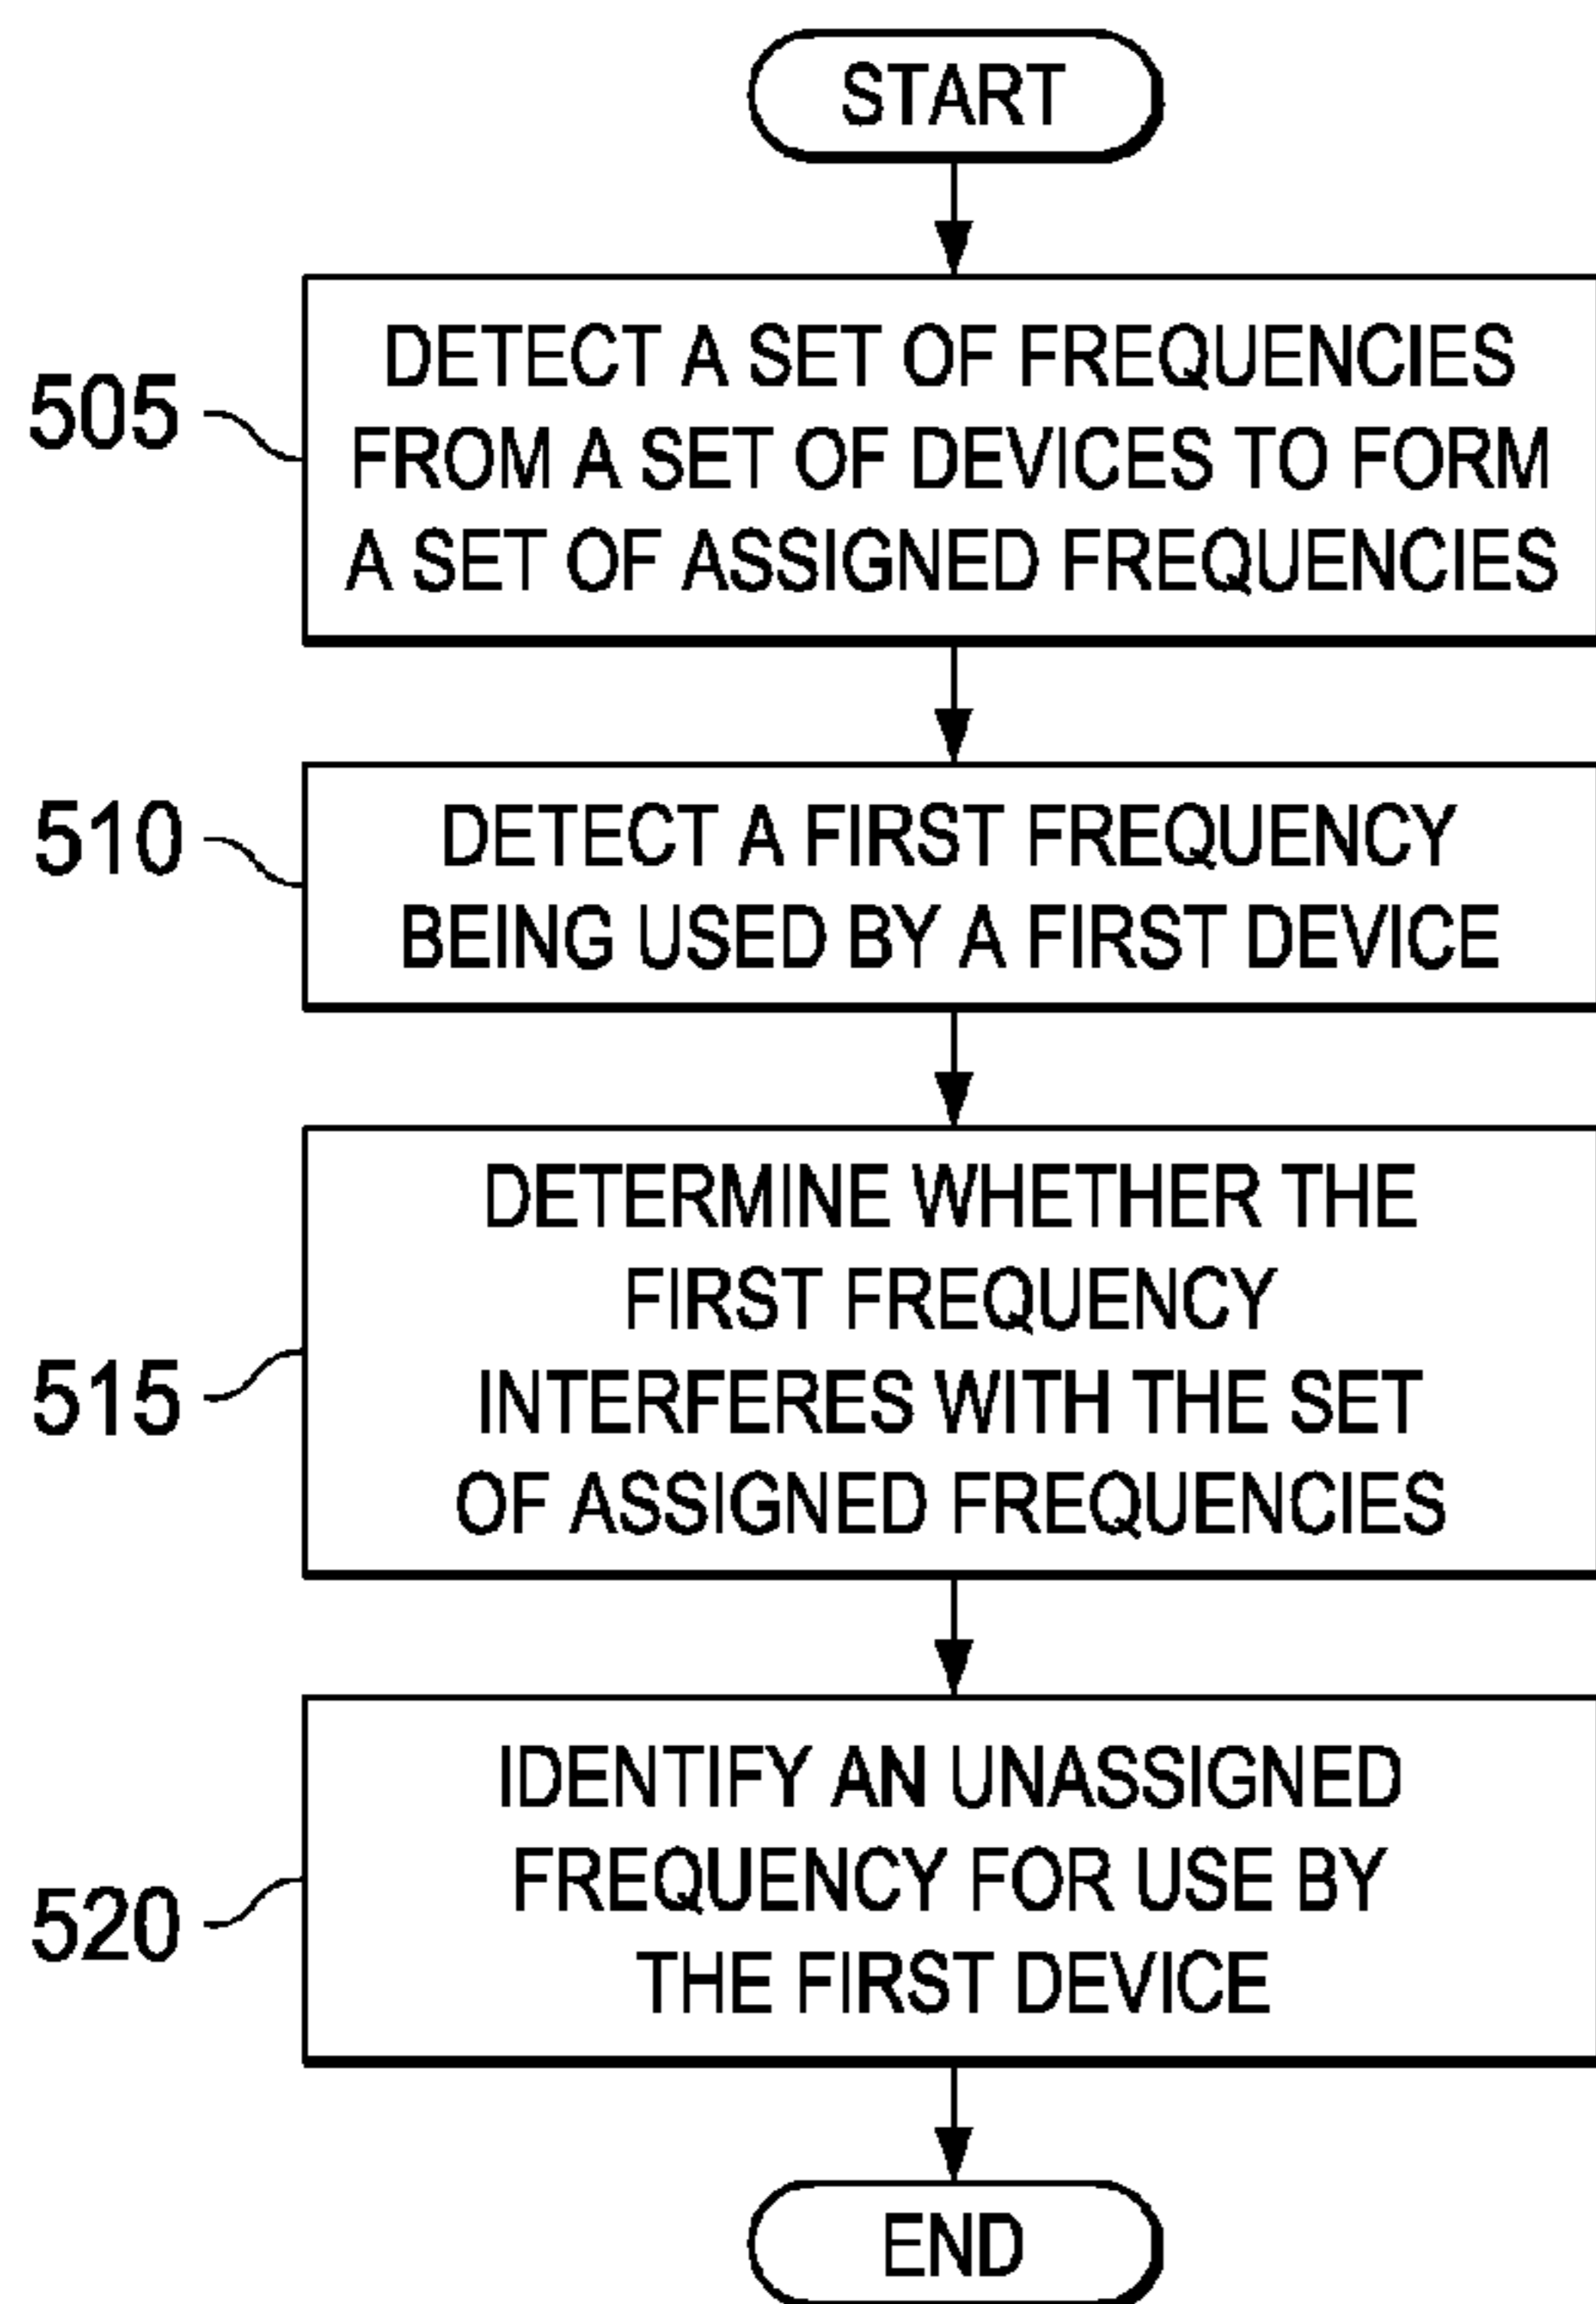 START
505
DETECT A SET OF FREQUENCIES
FROM A SET OF DEVICES TO FORM
A SET OF ASSIGNED FREQUENCIES
510
DETECT A FIRST FREQUENCY
BEING USED BY A FIRST DEVICE
515
DETERMINE WHETHER THE
FIRST FREQUENCY
INTERFERES WITH THE SET
OF ASSIGNED FREQUENCIES
520
IDENTIFY AN UNASSIGNED
FREQUENCY FOR USE BY
THE FIRST DEVICE
END